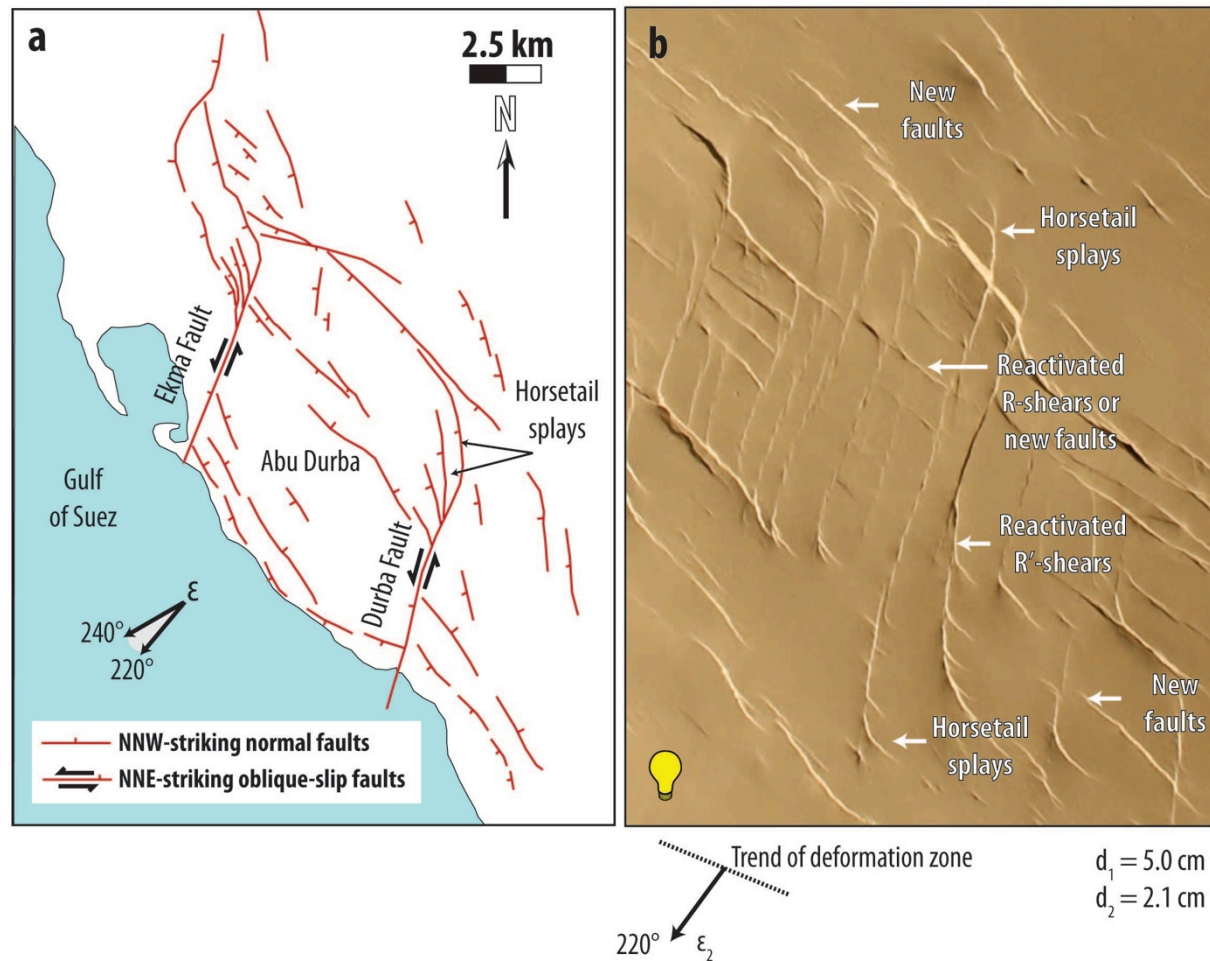 a
2.5 km
N
Ekma Fault
Horsetail
splays
Abu Durba
Gulf
of Suez
Durba Fault
ε
240°
220°
NNW-striking normal faults
NNE-striking oblique-slip faults
b
New
faults
Horsetail
splays
Reactivated
R-shears or
new faults
Reactivated
R'-shears
New
faults
Horsetail
splays
Trend of deformation zone
220°
ε₂
d₁ = 5.0 cm
d₂ = 2.1 cm